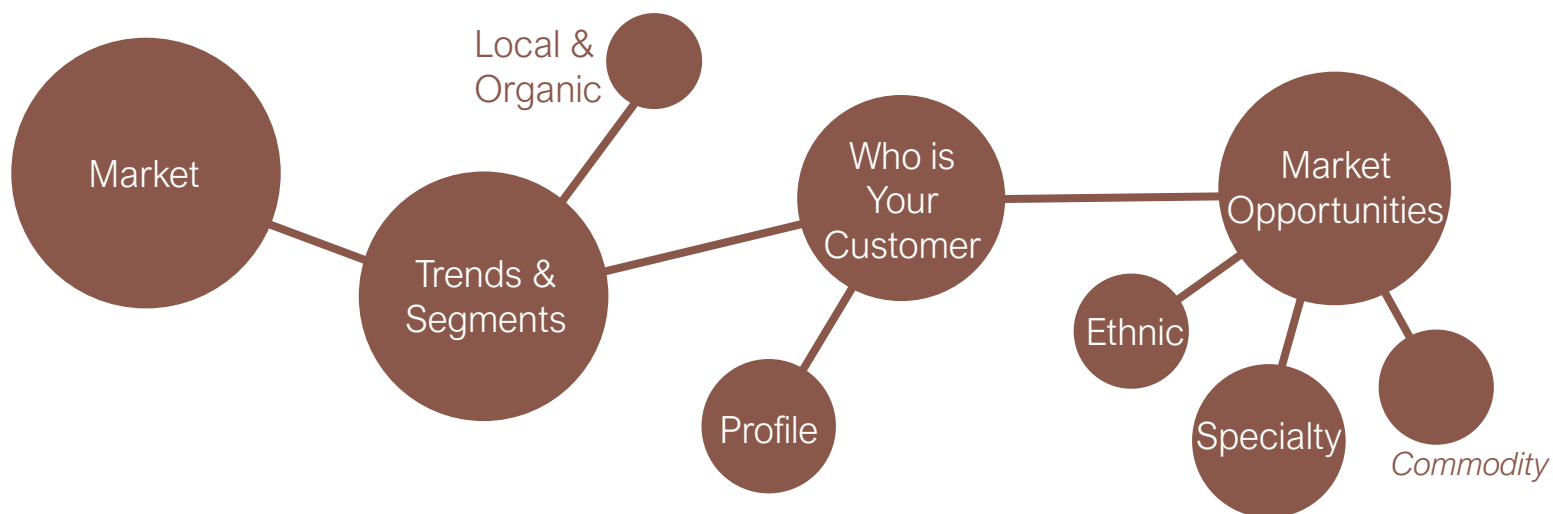 Market
Local &
Organic
Trends &
Segments
Who is
Your
Customer
Profile
Market
Opportunities
Ethnic
Specialty
Commodity